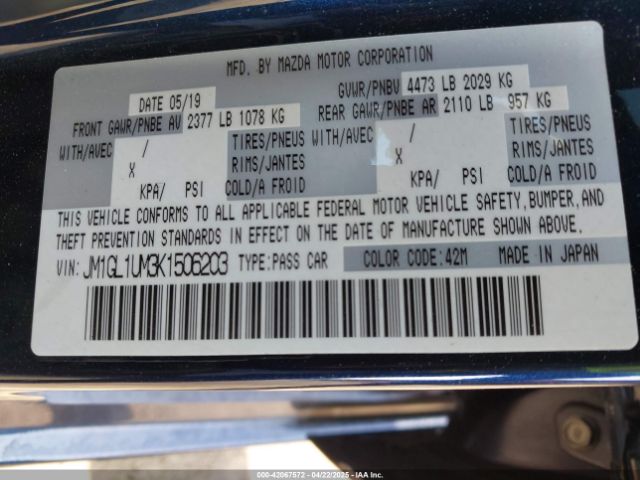 MFD. BY MAZDA MOTOR CORPORATION
DATE 05/19
GVWR/PNBV 4473 LB 2029 KG
FRONT GAWR/PNBE AV 2377 LB 1078 KG
REAR GAWR/PNBE AR 2110 LB 957 KG
WITH/AVEC / TIRES/PNEUS WITH/AVEC / TIRES/PNEUS
X RIMS/JANTES X RIMS/JANTES
KPA/ PSI COLD/A FROID KPA/ PSI COLD/A FROID
THIS VEHICLE CONFORMS TO ALL APPLICABLE FEDERAL MOTOR VEHICLE SAFETY, BUMPER, AND
THEFT PREVENTION STANDARDS IN EFFECT ON THE DATE OF MANUFACTURE SHOWN ABOVE.
VIN: JM1GL1UM3K1506203 TYPE:PASS CAR COLOR CODE: 42M MADE IN JAPAN
000-42067572 - 04/22/2025 - IAA Inc.